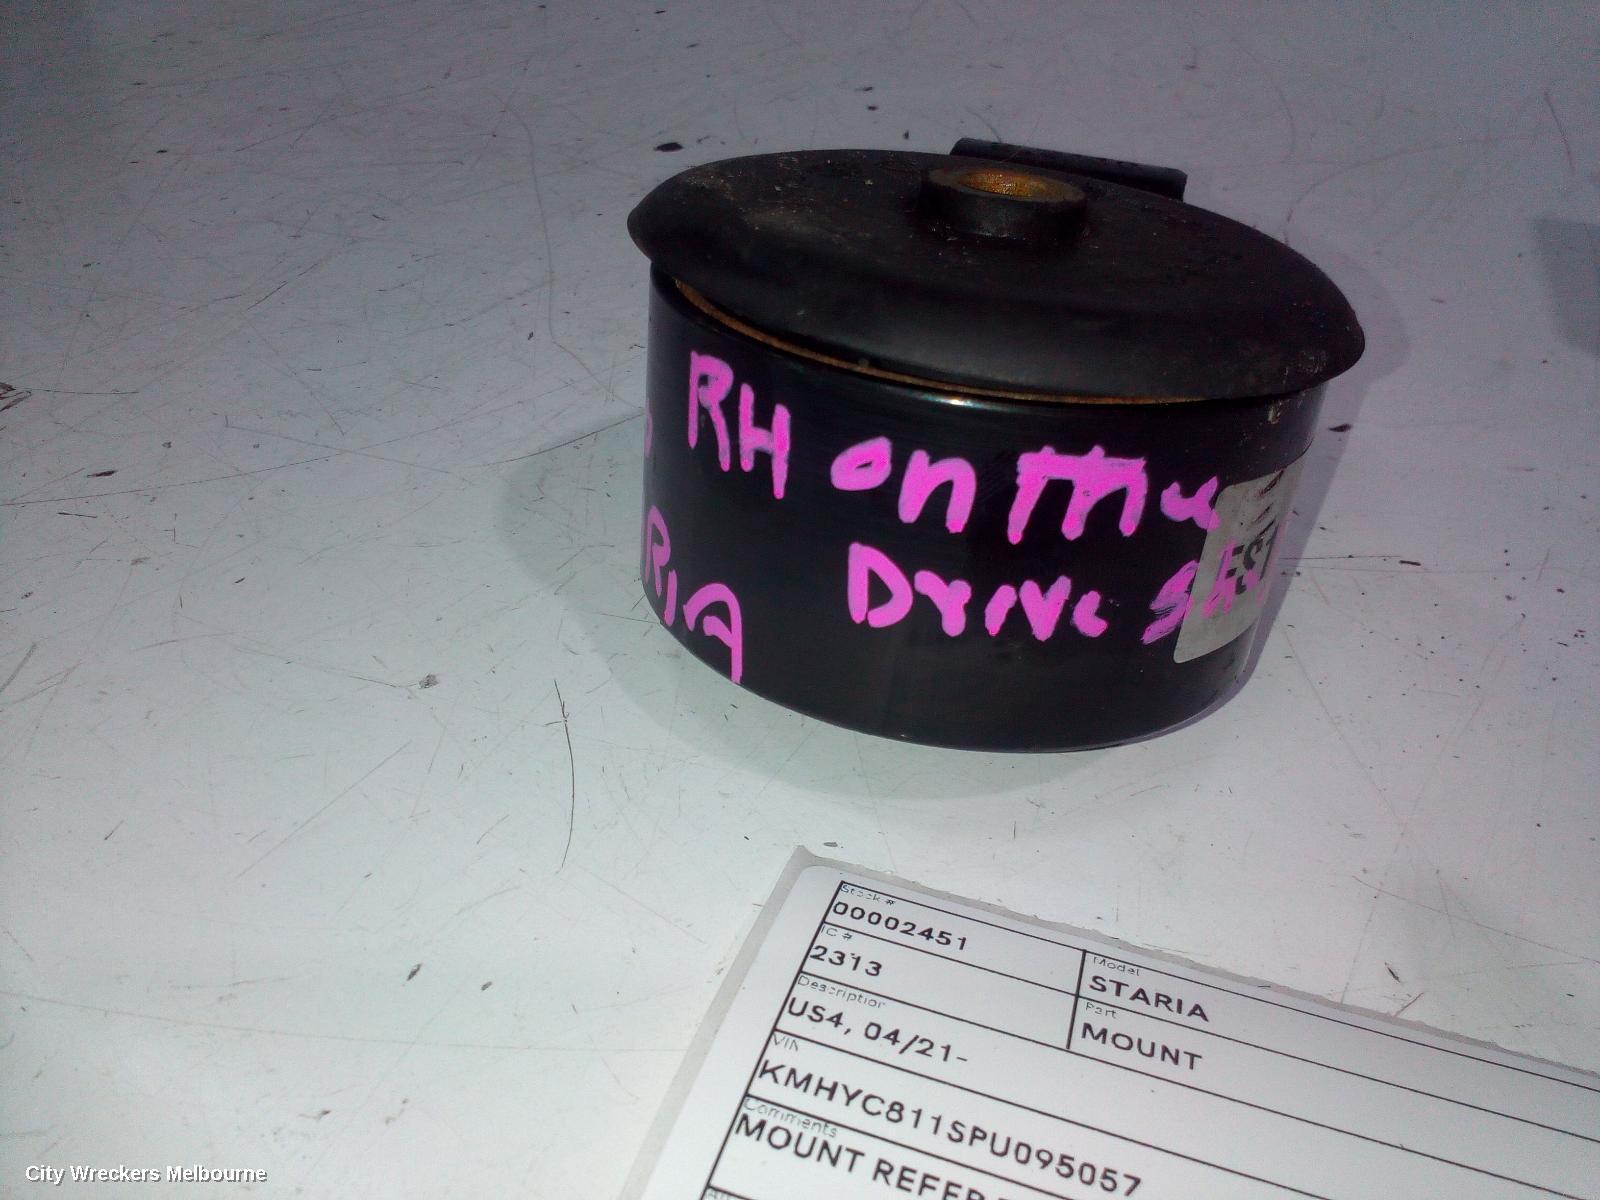 RH on the
RIA
Drive
Stock #
00002451
IC #
2313
Model
STARIA
Description
US4, 04/21-
Part
MOUNT
VIN
KMHYC811SPU095057
Comments
MOUNT
City Wreckers Melbourne